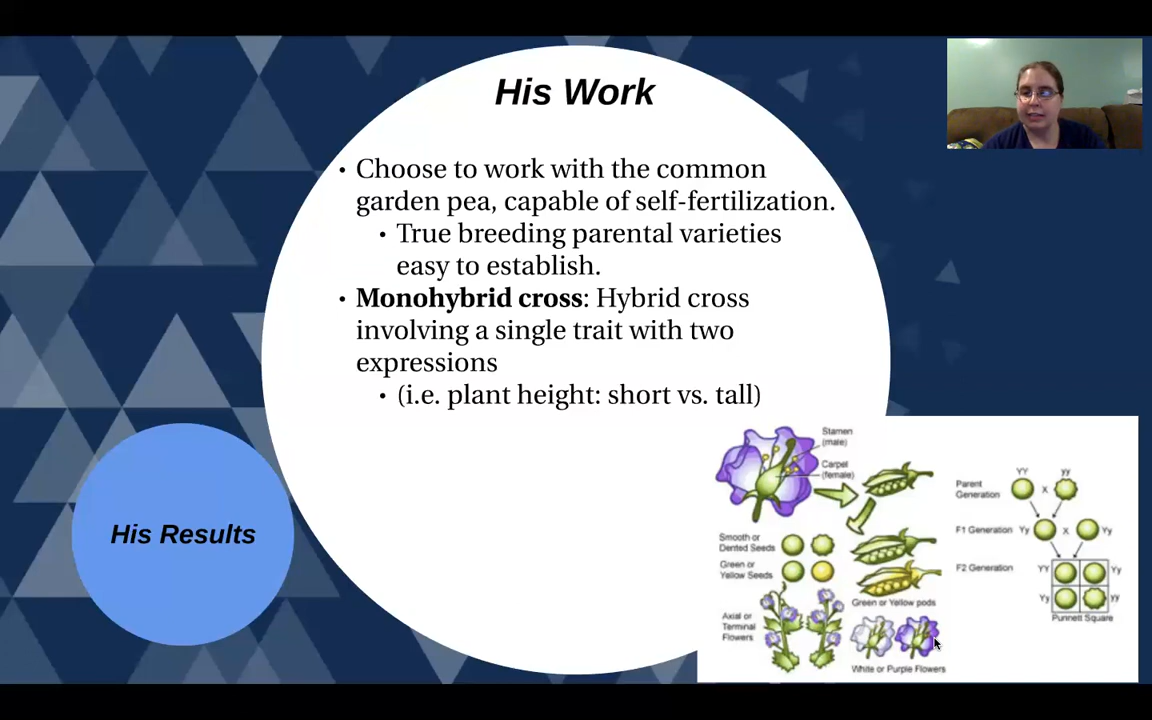 His Work
• Choose to work with the common
garden pea, capable of self-fertilization.
• True breeding parental varieties
easy to establish.
• Monohybrid cross: Hybrid cross
involving a single trait with two
expressions
• (i.e. plant height: short vs. tall)
His Results
Stamen
(male)
Carpel
(female)
Smooth or
Dented Seeds
Green or
Yellow Seeds
Green or Yellow pods
Axial or
Terminal
Flowers
White or Purple Flowers
YY yy
Parent
Generation
X
F1 Generation Yy X Yy
F2 Generation
YY Yy
Yy yy
Punnett Square